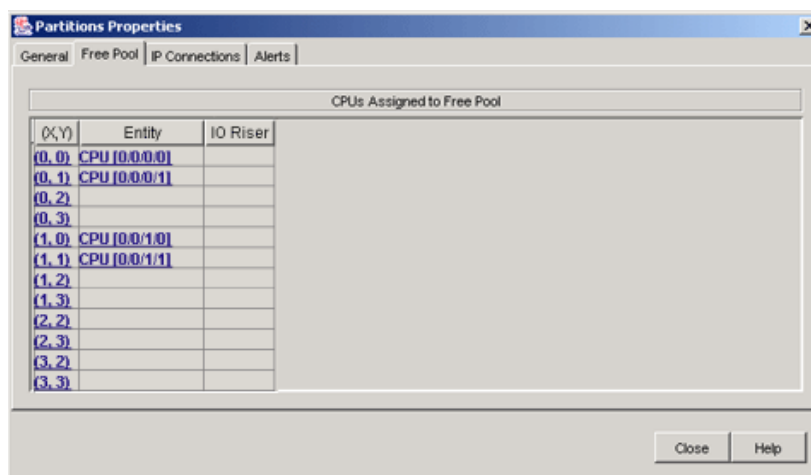 Partitions Properties
General Free Pool IP Connections Alerts
CPUs Assigned to Free Pool
(X,Y) Entity IO Riser
(0, 0) CPU [0/0/0/0]
(0, 1) CPU [0/0/0/1]
(0, 2)
(0, 3)
(1, 0) CPU [0/0/1/0]
(1, 1) CPU [0/0/1/1]
(1, 2)
(1, 3)
(2, 2)
(2, 3)
(3, 2)
(3, 3)
Close Help